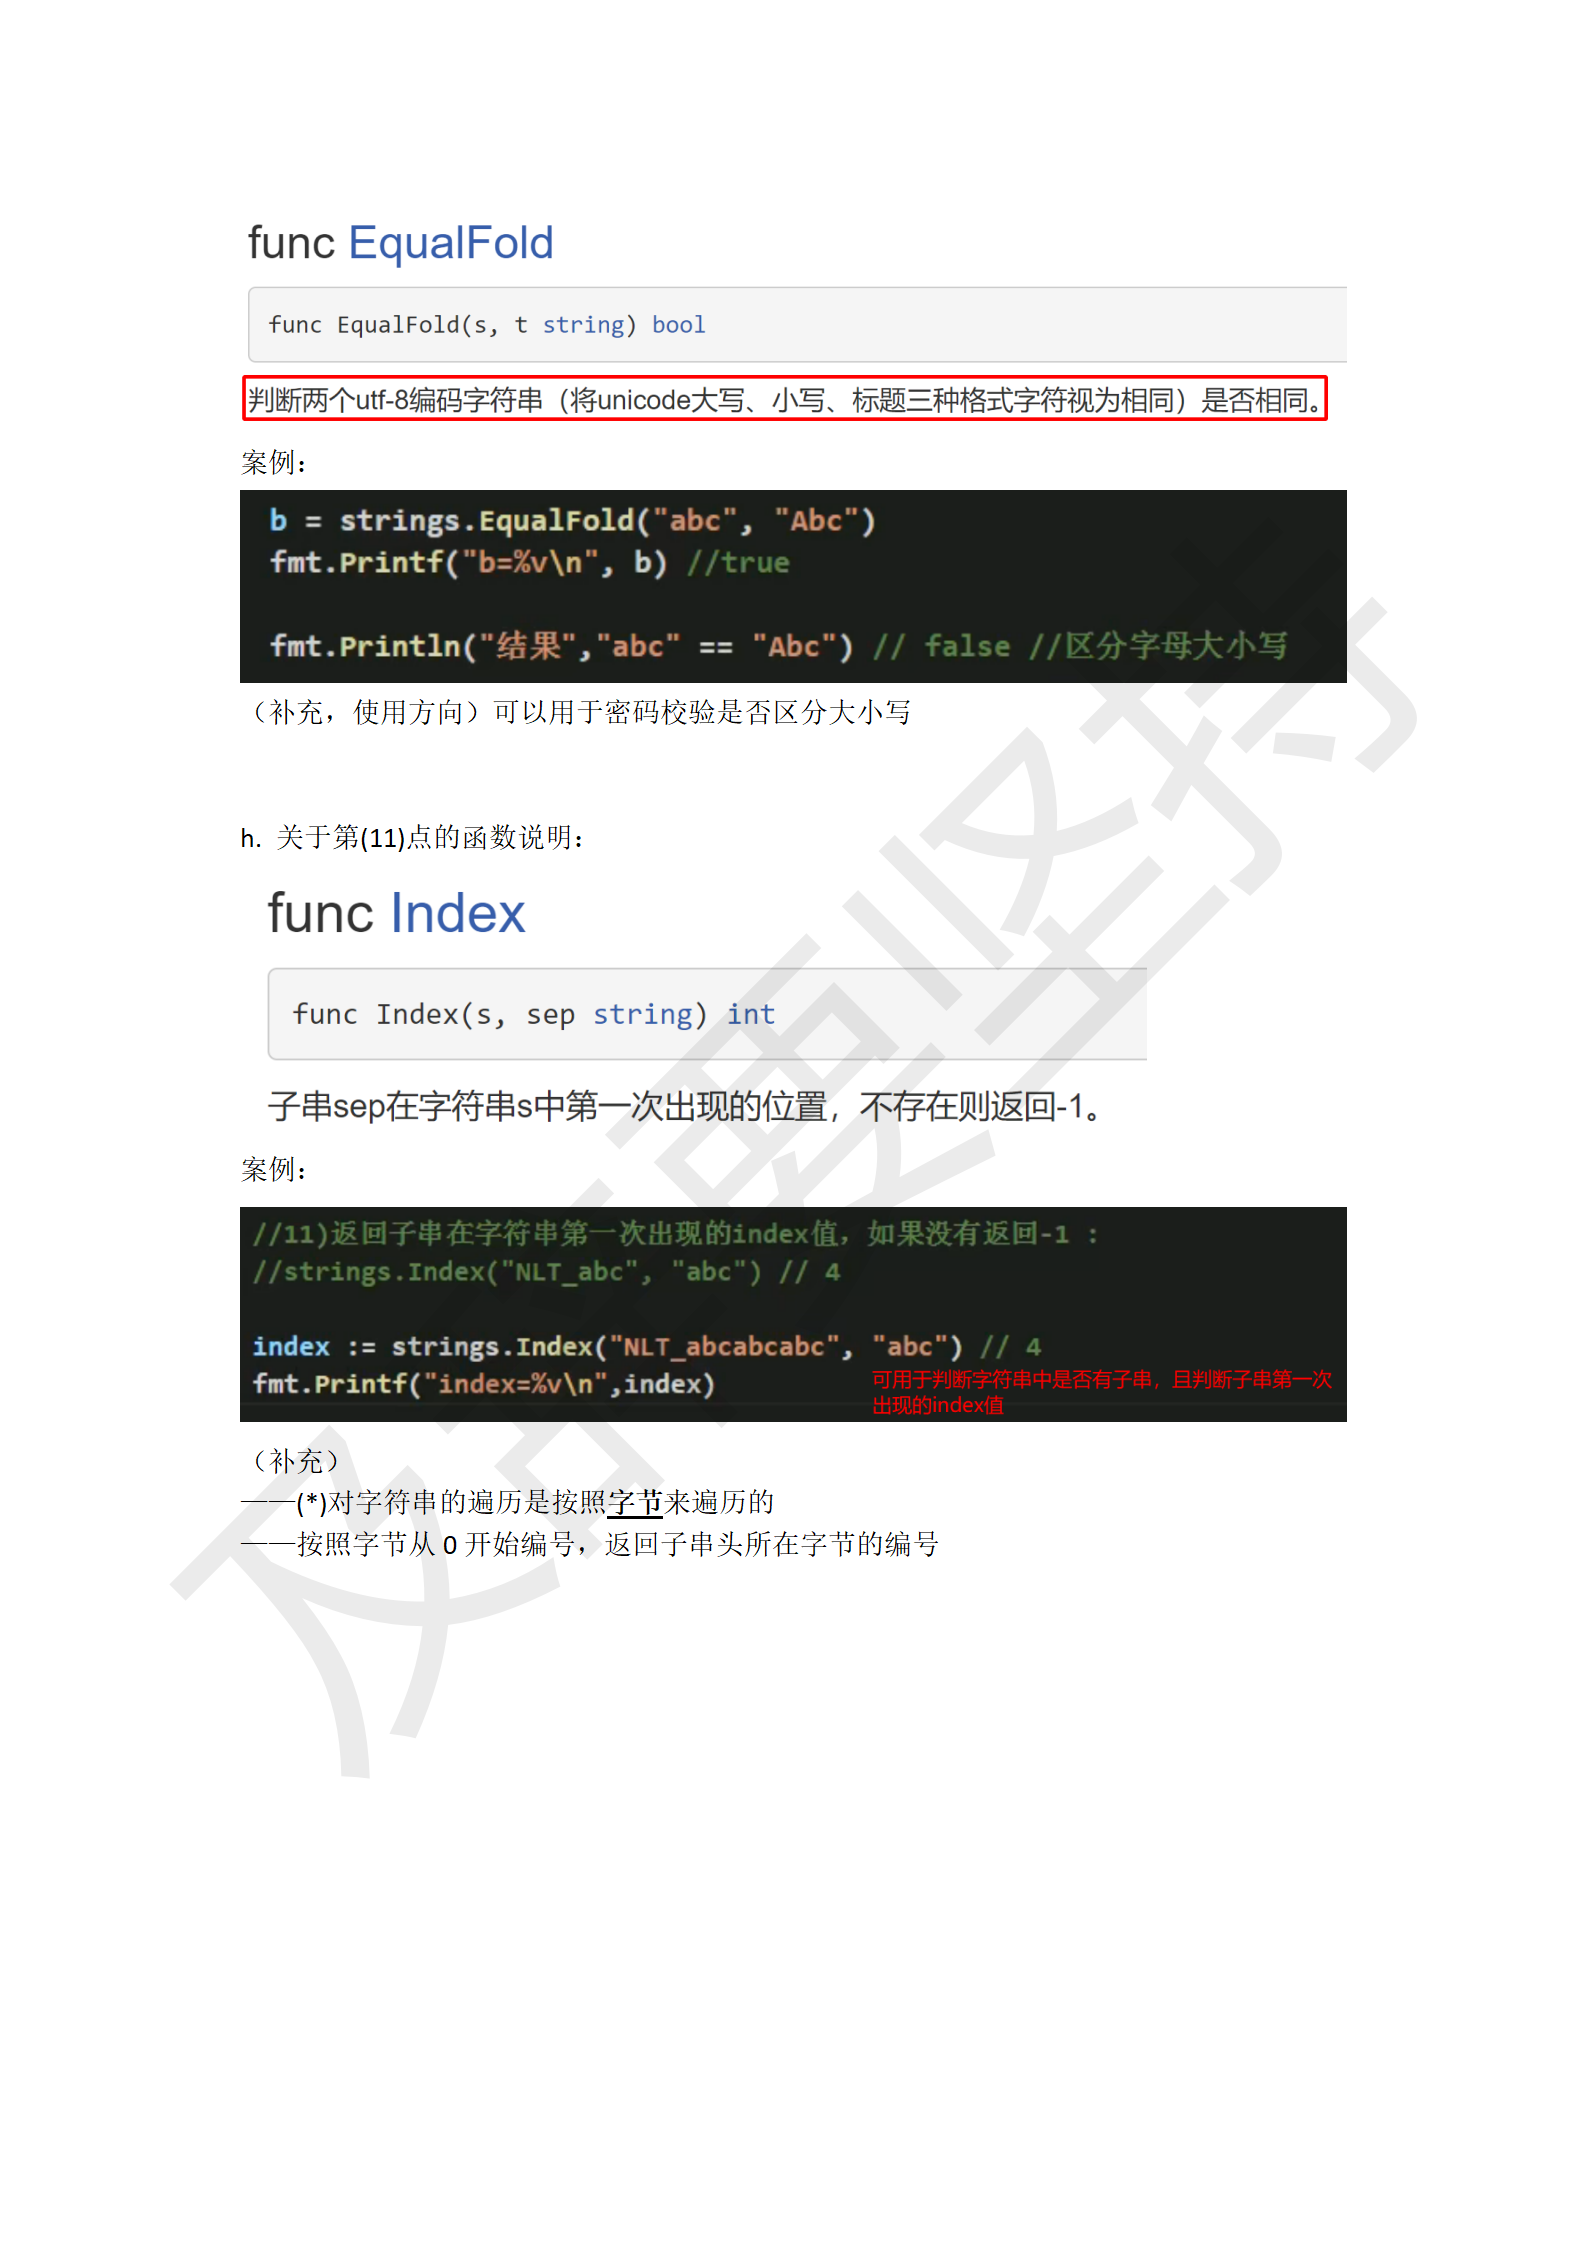 func EqualFold
func EqualFold(s, t string) bool
判断两个utf-8编码字符串（将unicode大写、小写、标题三种格式字符视为相同）是否相同。
案例：
b = strings.EqualFold("abc", "Abc")
fmt.Printf("b=%v\n", b) //true
fmt.Println("结果","abc" == "Abc") // false //区分字母大小写
（补充，使用方向）可以用于密码校验是否区分大小写
h. 关于第(11)点的函数说明：
func Index
func Index(s, sep string) int
子串sep在字符串s中第一次出现的位置，不存在则返回-1。
案例：
//11)返回子串在字符串第一次出现的index值，如果没有返回-1 :
//strings.Index("NLT_abc", "abc") // 4
index := strings.Index("NLT_abcabcabc", "abc") // 4
fmt.Printf("index=%v\n",index)
可用于判断字符串中是否有子串，且判断子串第一次
出现的index值
（补充）
——(*)对字符串的遍历是按照字节来遍历的
——按照字节从 0 开始编号，返回子串头所在字节的编号